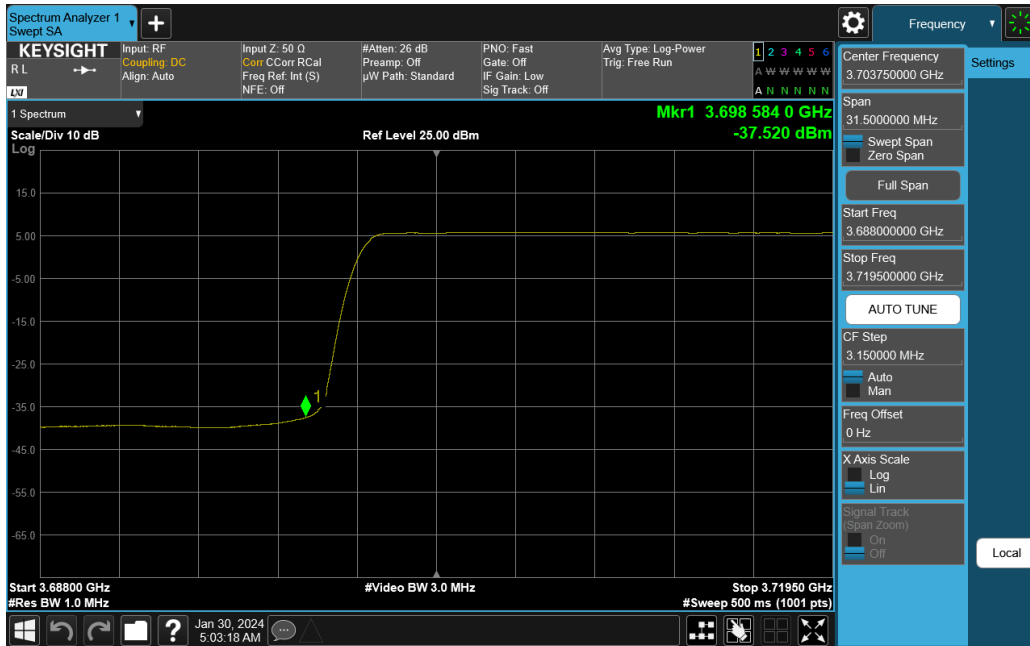 Spectrum Analyzer 1
Swept SA
Frequency
KEYSIGHT
R L
LXI
Input: RF
Coupling: DC
Align: Auto
Input Z: 50 Ω
Corr CCorr RCal
Freq Ref: Int (S)
NFE: Off
#Atten: 26 dB
Preamp: Off
µW Path: Standard
PNO: Fast
Gate: Off
IF Gain: Low
Sig Track: Off
Avg Type: Log-Power
Trig: Free Run
1 2 3 4 5 6
A W W W W W
A N N N N N
1 Spectrum
Mkr1 3.698 584 0 GHz
-37.520 dBm
Scale/Div 10 dB
Ref Level 25.00 dBm
Log
15.0
5.00
-5.00
-15.0
-25.0
-35.0
-45.0
-55.0
-65.0
1
Start 3.68800 GHz
#Video BW 3.0 MHz
Stop 3.71950 GHz
#Res BW 1.0 MHz
#Sweep 500 ms (1001 pts)
Jan 30, 2024
5:03:18 AM
Center Frequency
3.703750000 GHz
Span
31.5000000 MHz
Swept Span
Zero Span
Full Span
Start Freq
3.688000000 GHz
Stop Freq
3.719500000 GHz
AUTO TUNE
CF Step
3.150000 MHz
Auto
Man
Freq Offset
0 Hz
X Axis Scale
Log
Lin
Signal Track
(Span Zoom)
On
Off
Settings
Local